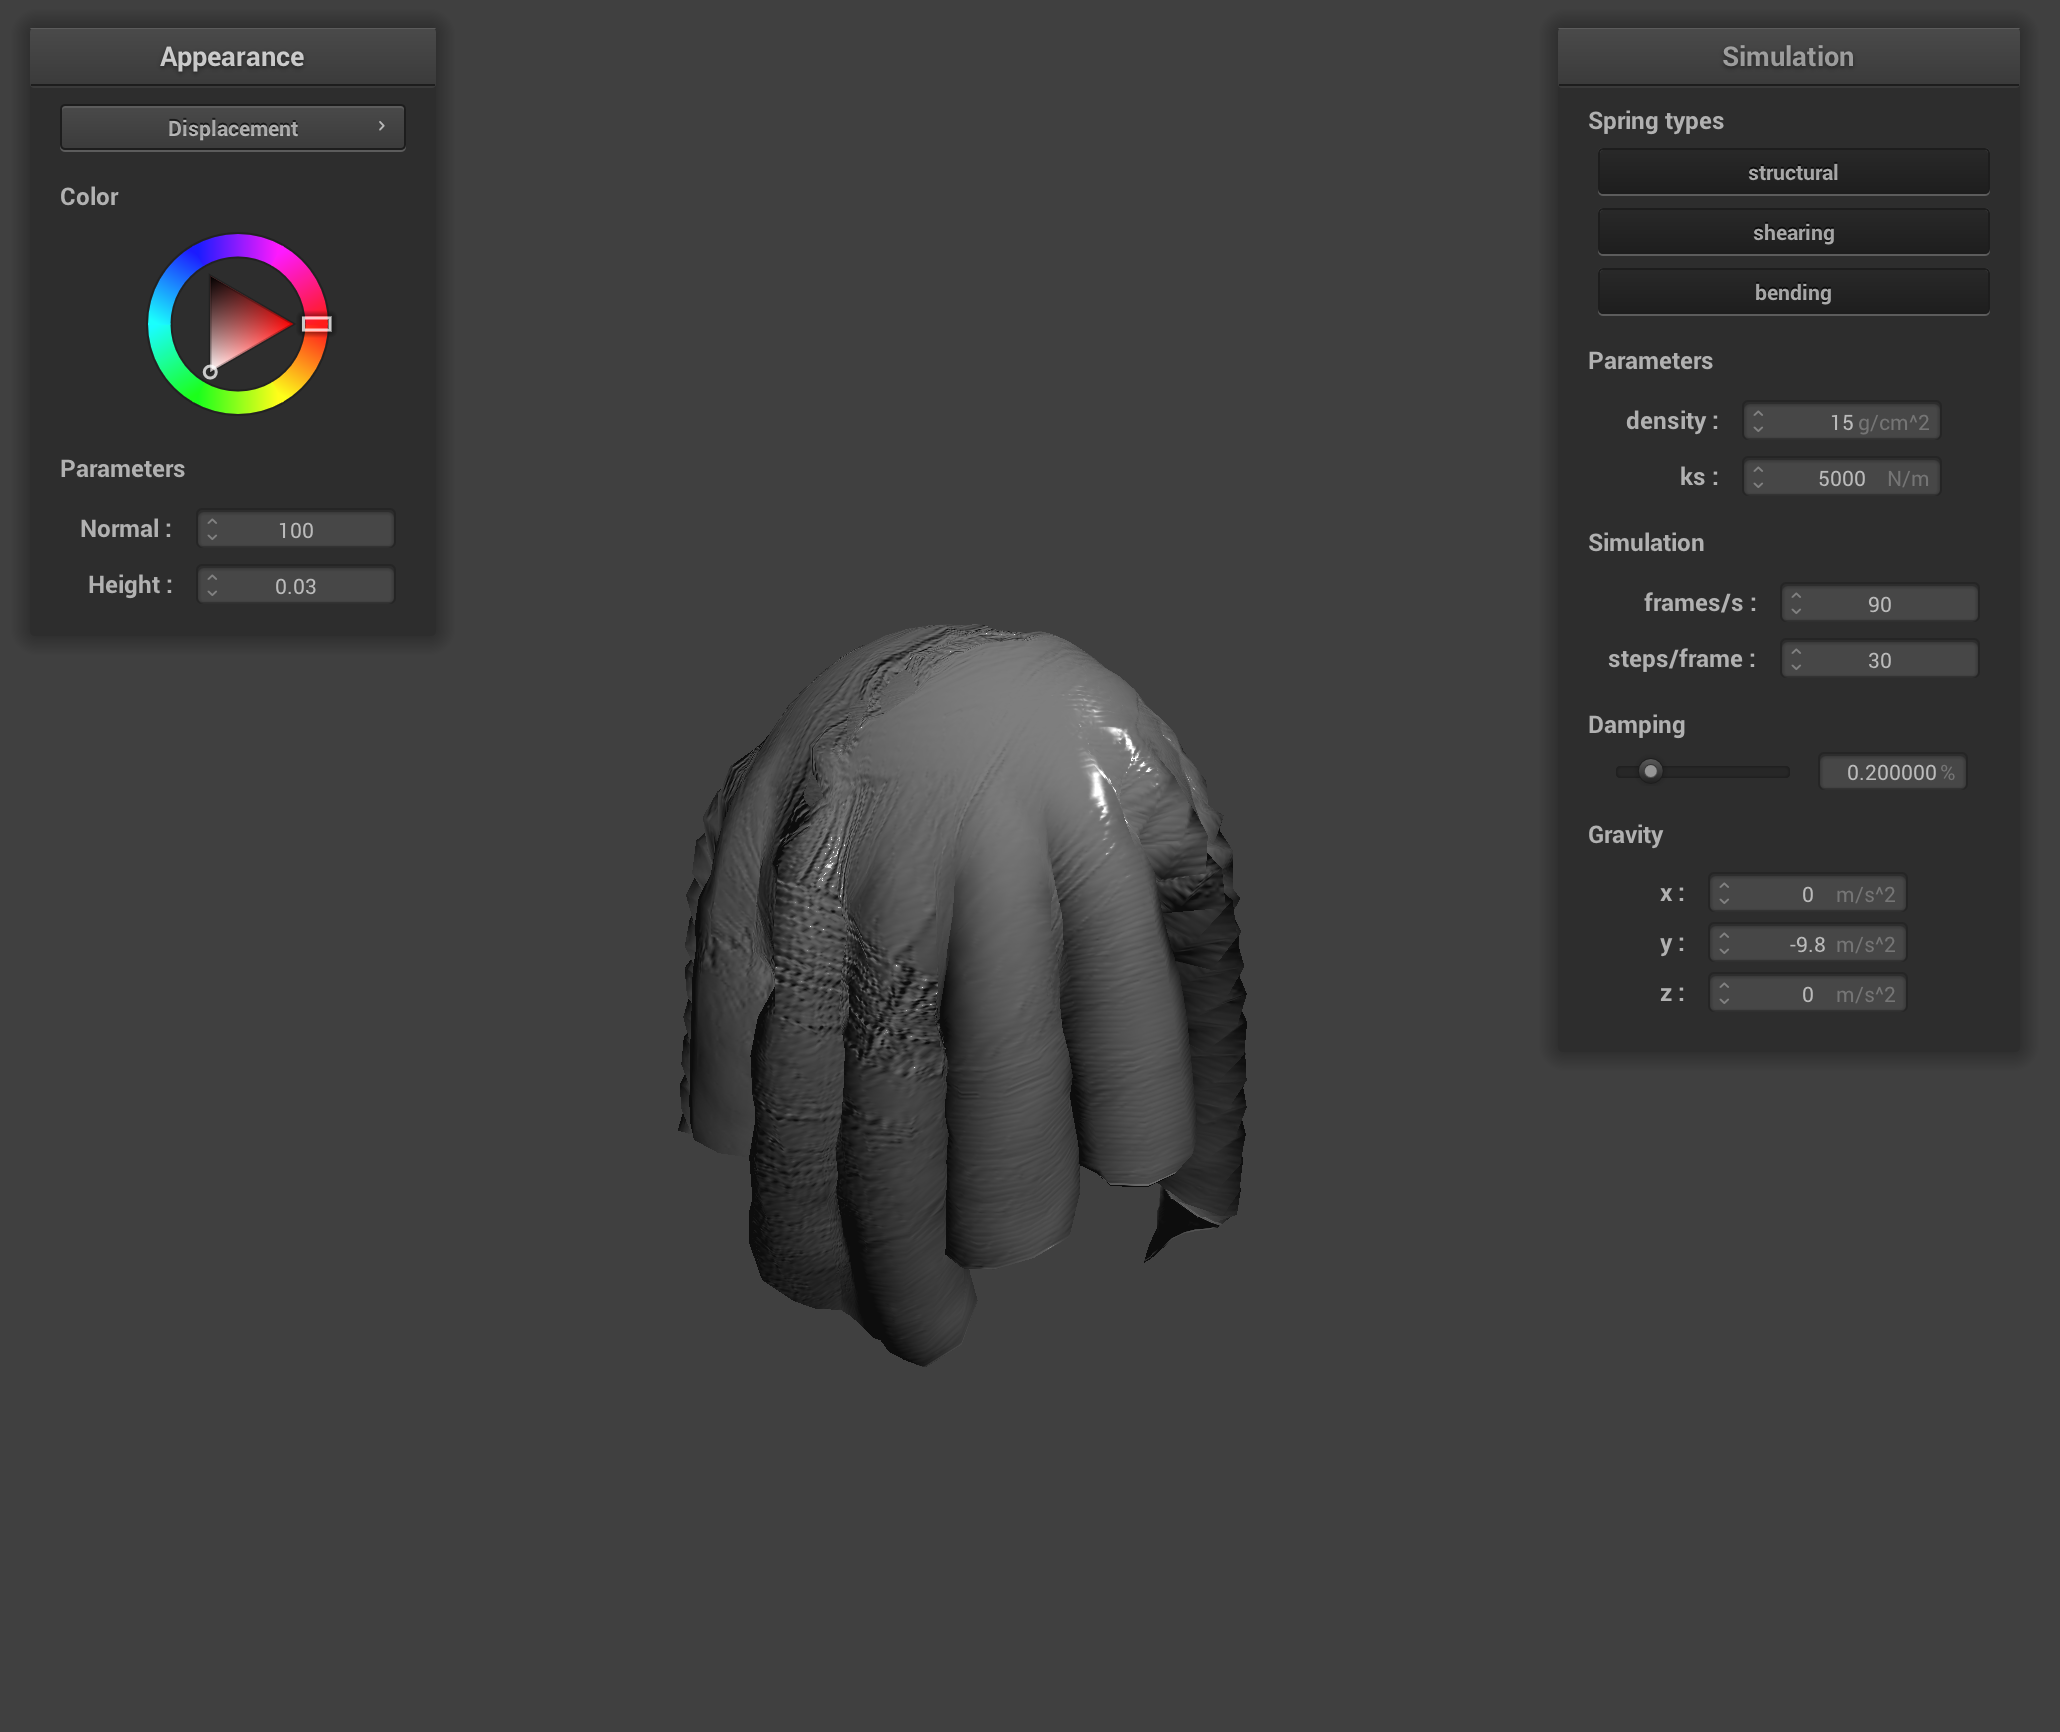 Appearance
Displacement
Color
Parameters
Normal : 100
Height : 0.03
Simulation
Spring types
structural
shearing
bending
Parameters
density : 15 g/cm^2
ks : 5000 N/m
Simulation
frames/s : 90
steps/frame : 30
Damping
0.200000 %
Gravity
x : 0 m/s^2
y : -9.8 m/s^2
z : 0 m/s^2